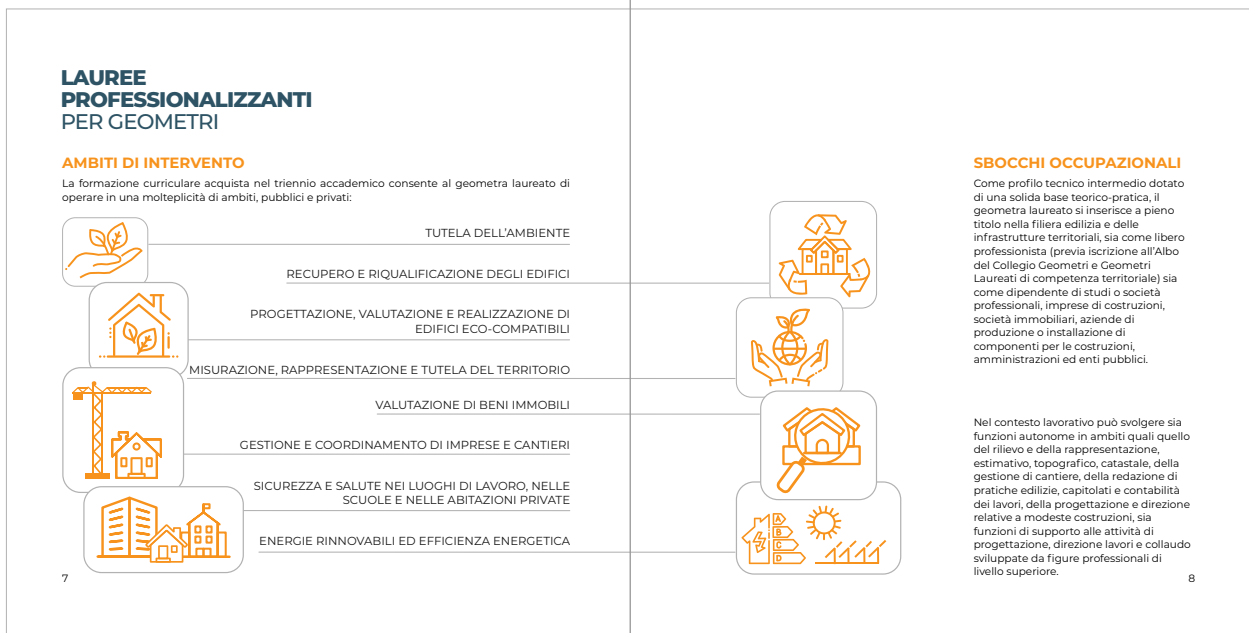 LAUREE
PROFESSIONALIZZANTI
PER GEOMETRI
AMBITI DI INTERVENTO
La formazione curriculare acquista nel triennio accademico consente al geometra laureato di
operare in una molteplicità di ambiti, pubblici e privati:
TUTELA DELL'AMBIENTE
RECUPERO E RIQUALIFICAZIONE DEGLI EDIFICI
PROGETTAZIONE, VALUTAZIONE E REALIZZAZIONE DI
EDIFICI ECO-COMPATIBILI
MISURAZIONE, RAPPRESENTAZIONE E TUTELA DEL TERRITORIO
VALUTAZIONE DI BENI IMMOBILI
GESTIONE E COORDINAMENTO DI IMPRESE E CANTIERI
SICUREZZA E SALUTE NEI LUOGHI DI LAVORO, NELLE
SCUOLE E NELLE ABITAZIONI PRIVATE
ENERGIE RINNOVABILI ED EFFICIENZA ENERGETICA
7
A
B
C
D
SBOCCHI OCCUPAZIONALI
Come profilo tecnico intermedio dotato
di una solida base teorico-pratica, il
geometra laureato si inserisce a pieno
titolo nella filiera edilizia e delle
infrastrutture territoriali, sia come libero
professionista (previa iscrizione all'Albo
del Collegio Geometri e Geometri
Laureati di competenza territoriale) sia
come dipendente di studi o società
professionali, imprese di costruzioni,
società immobiliari, aziende di
produzione o installazione di
componenti per le costruzioni,
amministrazioni ed enti pubblici.
Nel contesto lavorativo può svolgere sia
funzioni autonome in ambiti quali quello
del rilievo e della rappresentazione,
estimativo, topografico, catastale, della
gestione di cantiere, della redazione di
pratiche edilizie, capitolati e contabilità
dei lavori, della progettazione e direzione
relative a modeste costruzioni, sia
funzioni di supporto alle attività di
progettazione, direzione lavori e collaudo
sviluppate da figure professionali di
livello superiore.
8